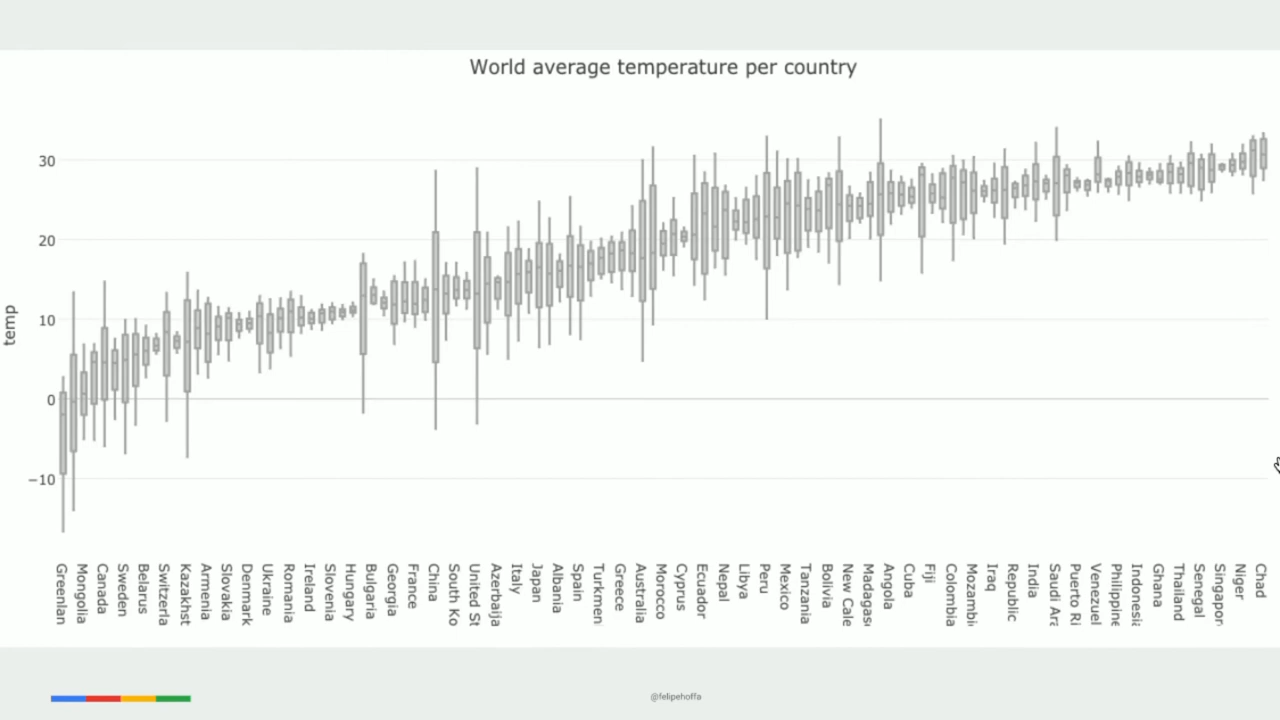 World average temperature per country
30
20
10
0
−10
temp
Greenlan
Mongolia
Canada
Sweden
Belarus
Switzerla
Kazakhst
Armenia
Slovakia
Denmark
Ukraine
Romania
Ireland
Slovenia
Hungary
Bulgaria
Georgia
France
China
South Ko
United St
Azerbaija
Italy
Japan
Albania
Spain
Turkmen
Greece
Australia
Morocco
Cyprus
Ecuador
Nepal
Libya
Peru
Mexico
Tanzania
Bolivia
New Cale
Madagas
Angola
Cuba
Fiji
Colombia
Mozambi
Iraq
Republic
India
Saudi Ara
Puerto Ri
Venezuel
Philippine
Indonesia
Ghana
Thailand
Senegal
Singapor
Niger
Chad
@felipehoffa